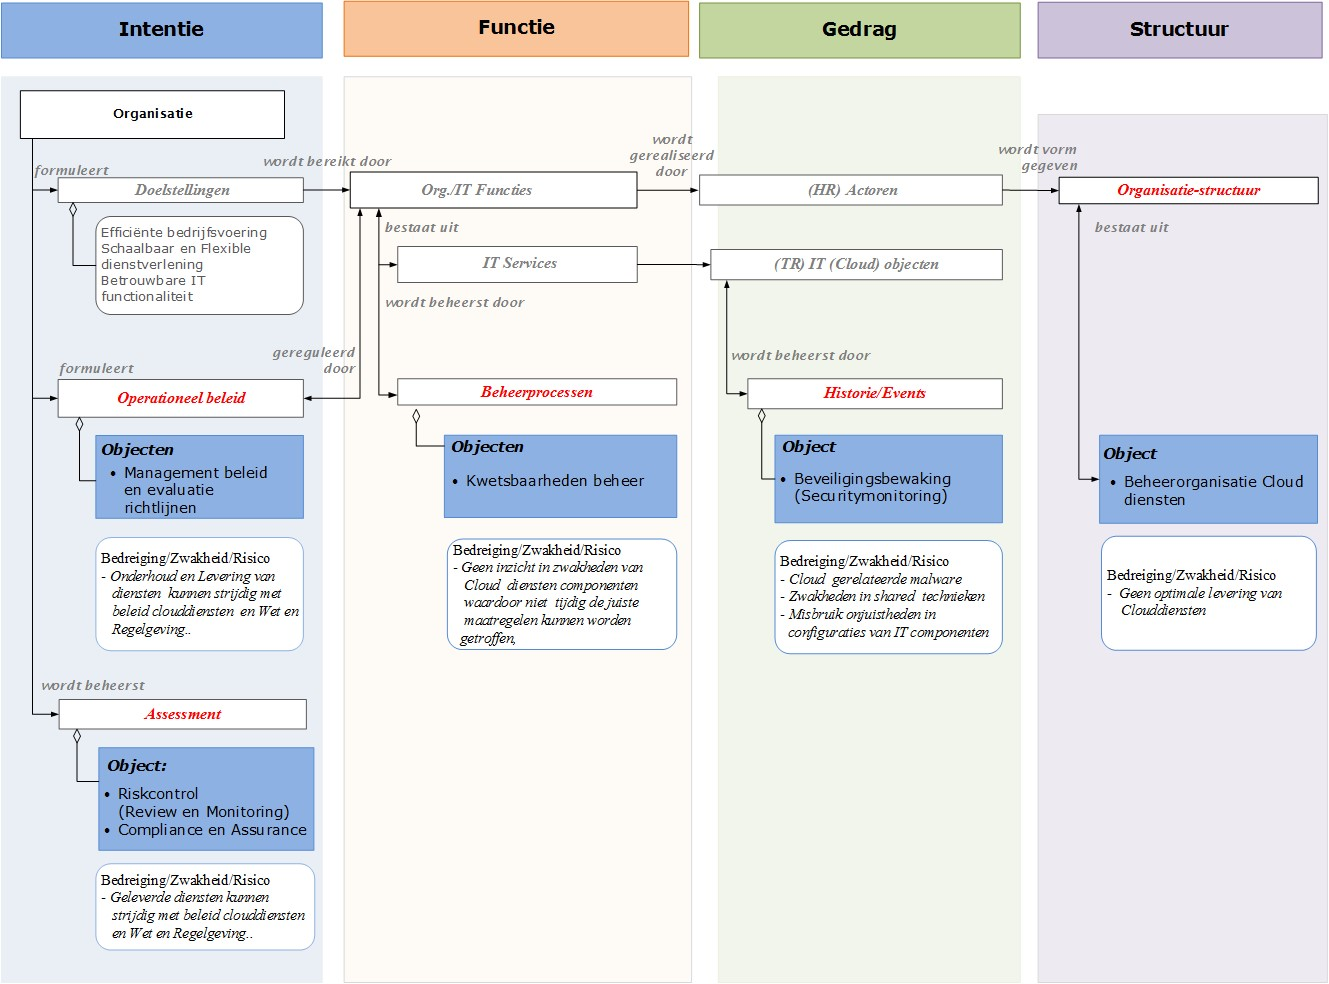 Intentie
Functie
Gedrag
Structuur
Organisatie
formuleert
Doelstellingen
Efficiënte bedrijfsvoering
Schaalbaar en Flexible
dienstverlening
Betrouwbare IT
functionaliteit
wordt bereikt door
formuleert
Operationeel beleid
gereguleerd
door
Objecten
• Management beleid
en evaluatie
richtlijnen
Bedreiging/Zwakheid/Risico
- Onderhoud en Levering van
diensten kunnen strijdig met
beleid clouddiensten en Wet en
Regelgeving..
wordt beheerst
Assessment
Object:
• Riskcontrol
(Review en Monitoring)
• Compliance en Assurance
Bedreiging/Zwakheid/Risico
- Geleverde diensten kunnen
strijdig met beleid clouddiensten
en Wet en Regelgeving..
Org./IT Functies
bestaat uit
IT Services
wordt beheerst door
Beheerprocessen
Objecten
• Kwetsbaarheden beheer
Bedreiging/Zwakheid/Risico
- Geen inzicht in zwakheden van
Cloud diensten componenten
waardoor niet tijdig de juiste
maatregelen kunnen worden
getroffen,
wordt
gerealiseerd
door
(HR) Actoren
(TR) IT (Cloud) objecten
wordt beheerst door
Historie/Events
Object
• Beveiligingsbewaking
(Securitymonitoring)
Bedreiging/Zwakheid/Risico
- Cloud gerelateerde malware
- Zwakheden in shared technieken
- Misbruik onjuistheden in
configuraties van IT componenten
wordt vorm
gegeven
Organisatie-structuur
bestaat uit
Object
• Beheerorganisatie Cloud
diensten
Bedreiging/Zwakheid/Risico
- Geen optimale levering van
Clouddiensten